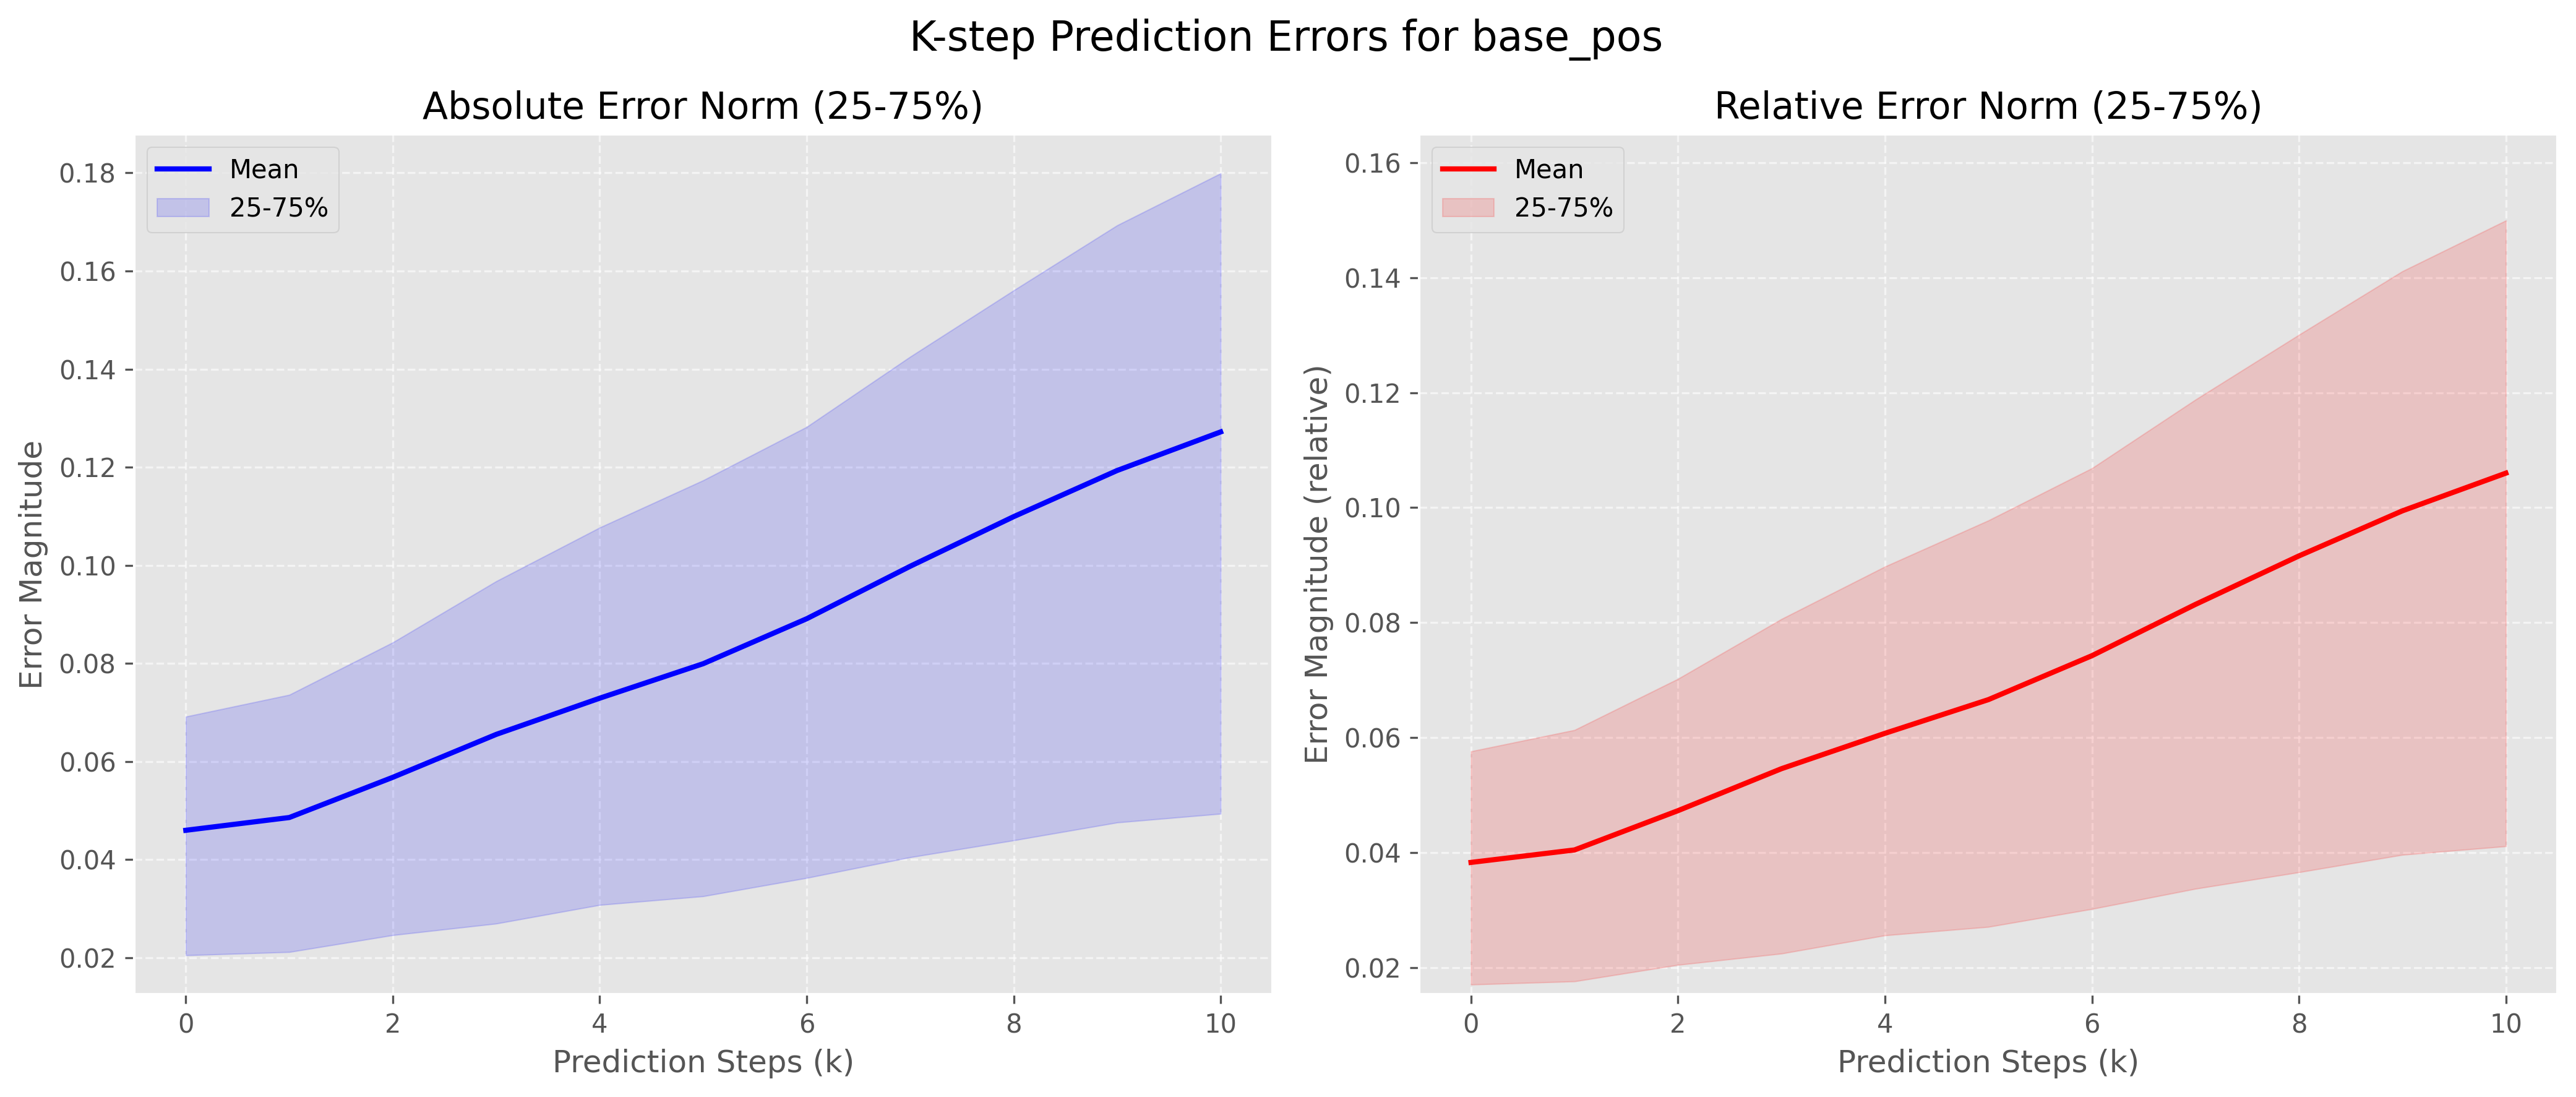 K-step Prediction Errors for base_pos
Absolute Error Norm (25-75%)
Mean
25-75%
0.18
0.16
0.14
0.12
0.10
0.08
0.06
0.04
0.02
Error Magnitude
0 2 4 6 8 10
Prediction Steps (k)
Relative Error Norm (25-75%)
Mean
25-75%
0.16
0.14
0.12
0.10
0.08
0.06
0.04
0.02
Error Magnitude (relative)
0 2 4 6 8 10
Prediction Steps (k)